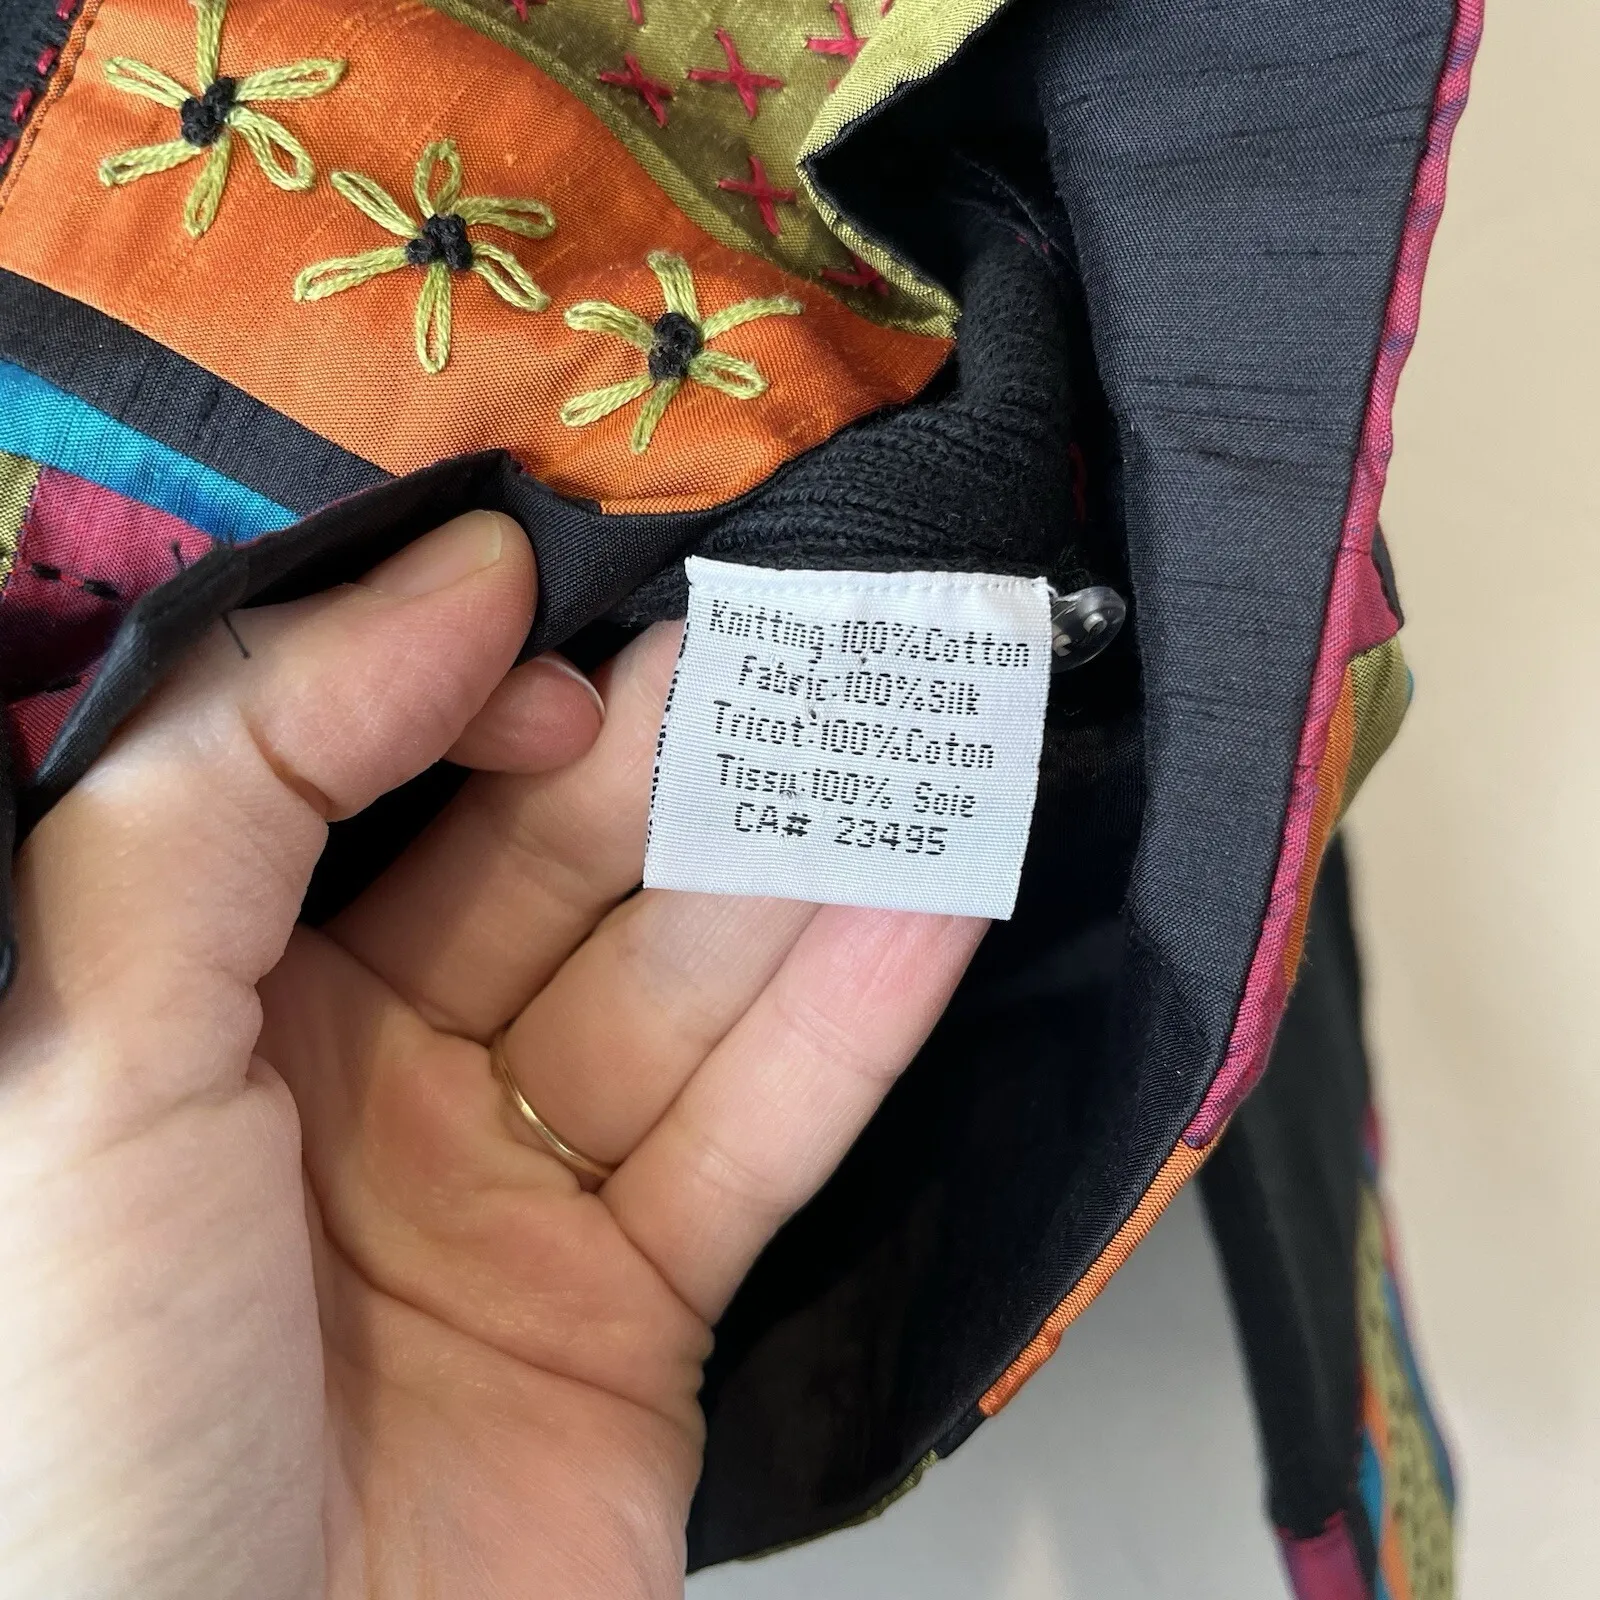 Knitting:100%Cotton
Fabric:100%Silk
Tricot:100%Coton
Tissu:100% Soie
CA# 23495